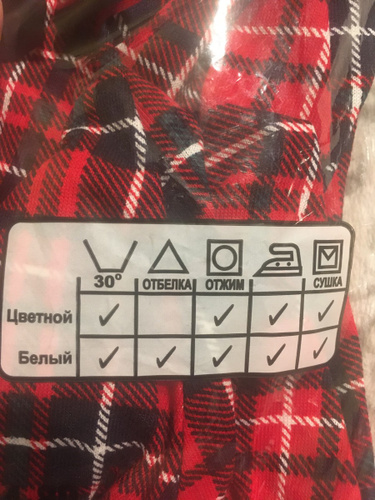 30° ОТБЕЛКА ОТЖИМ СУШКА
Цветной ✓ ✓ ✓ ✓
Белый ✓ ✓ ✓ ✓ ✓